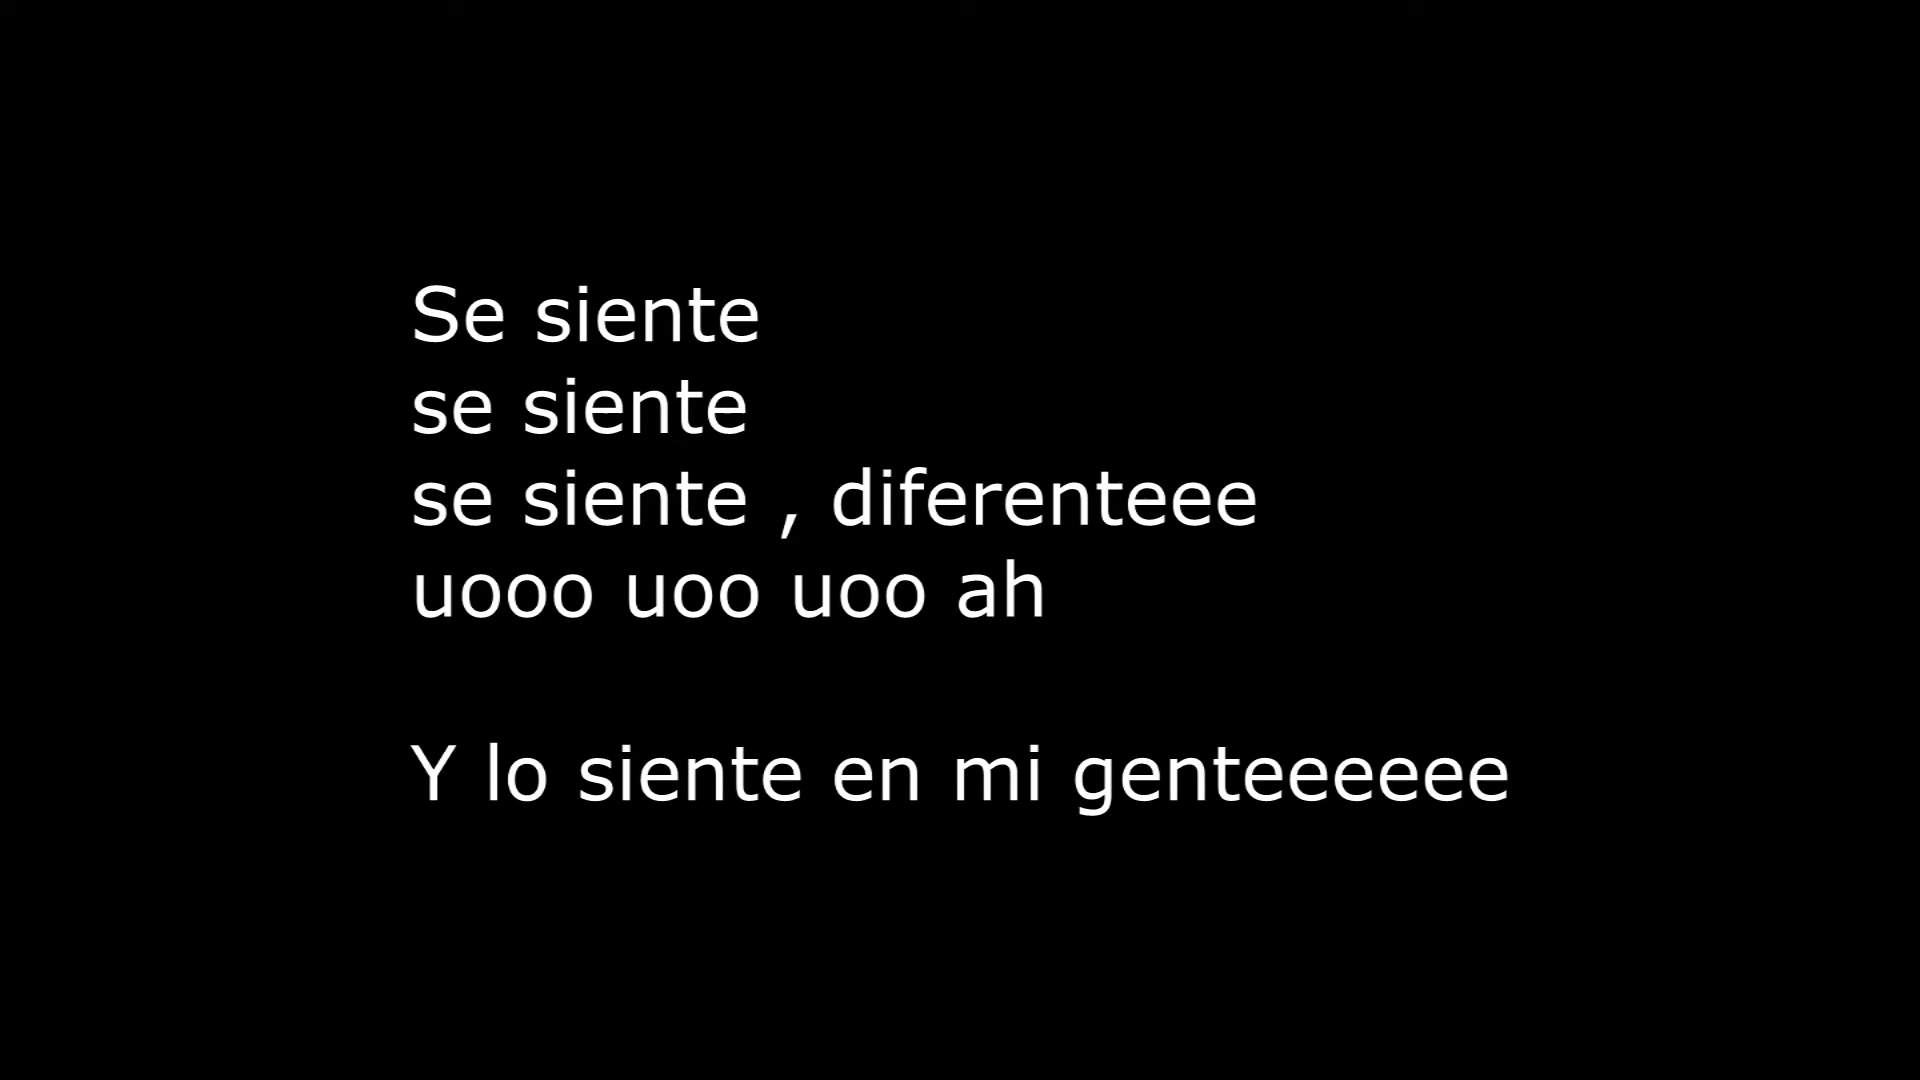 Se siente
se siente
se siente , diferenteee
uooo uoo uoo ah
Y lo siente en mi genteeeeee